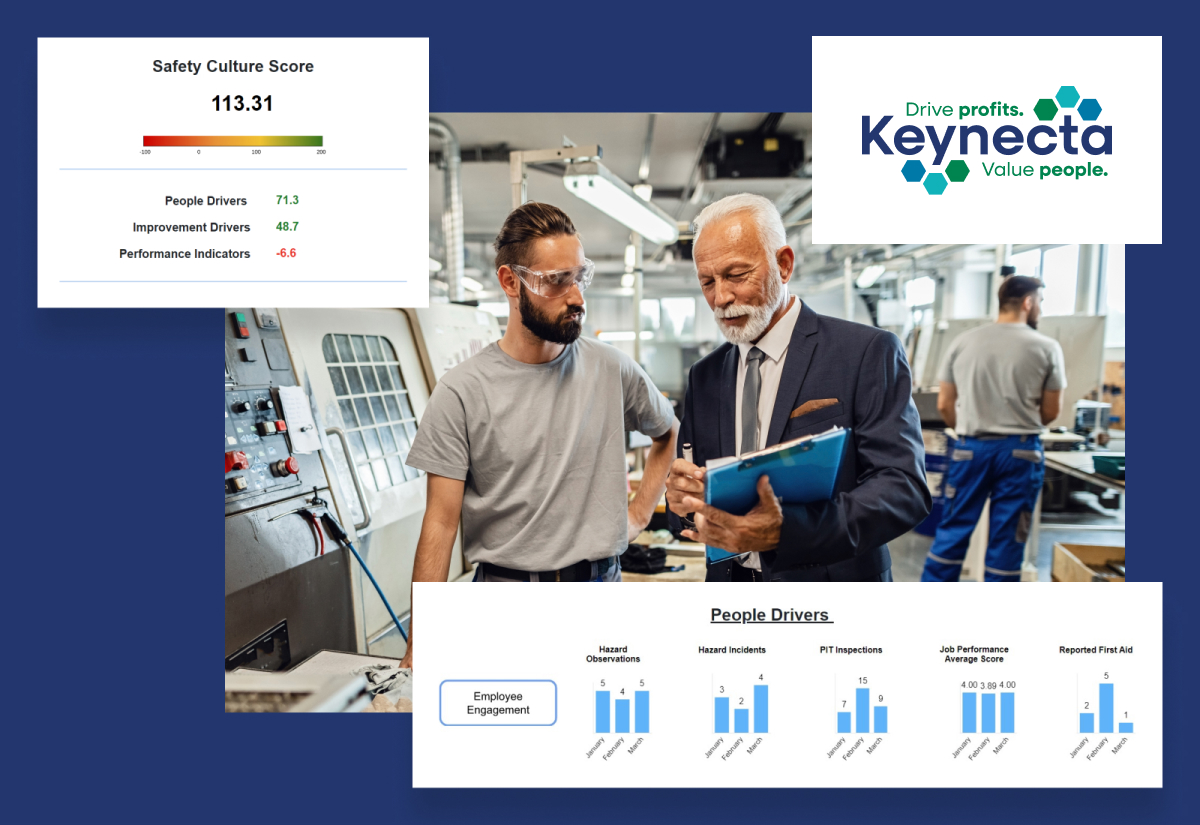 Safety Culture Score
113.31
-100 0 100 200
People Drivers 71.3
Improvement Drivers 48.7
Performance Indicators -6.6
Drive profits.
Keynecta
Value people.
People Drivers
Employee
Engagement
Hazard
Observations
5 4 5
January February March
Hazard Incidents
3 2 4
January February March
PIT Inspections
7 15 9
January February March
Job Performance
Average Score
4.00 3.89 4.00
January February March
Reported First Aid
2 5 1
January February March